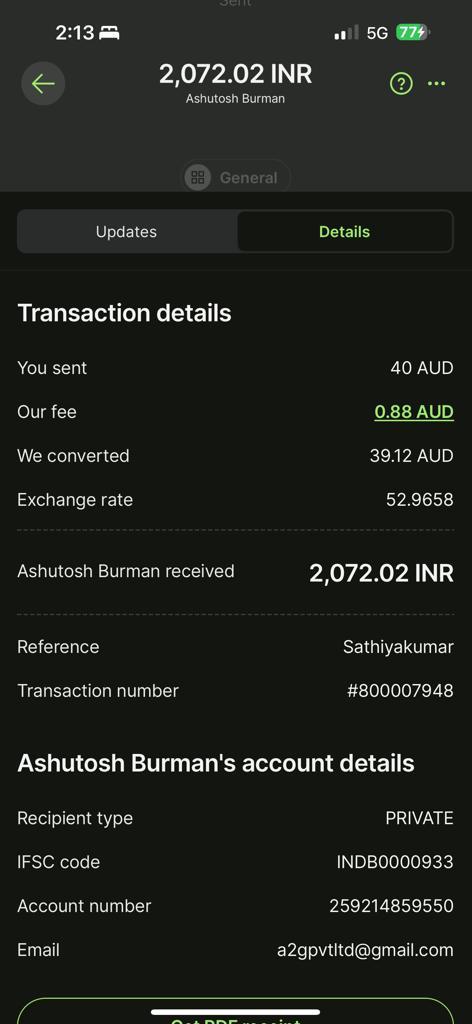 Sent
2:13
5G 77
2,072.02 INR
Ashutosh Burman
General
Updates Details
Transaction details
You sent 40 AUD
Our fee 0.88 AUD
We converted 39.12 AUD
Exchange rate 52.9658
Ashutosh Burman received 2,072.02 INR
Reference Sathiyakumar
Transaction number #800007948
Ashutosh Burman's account details
Recipient type PRIVATE
IFSC code INDB0000933
Account number 259214859550
Email a2gpvtltd@gmail.com
Get PDF receipt